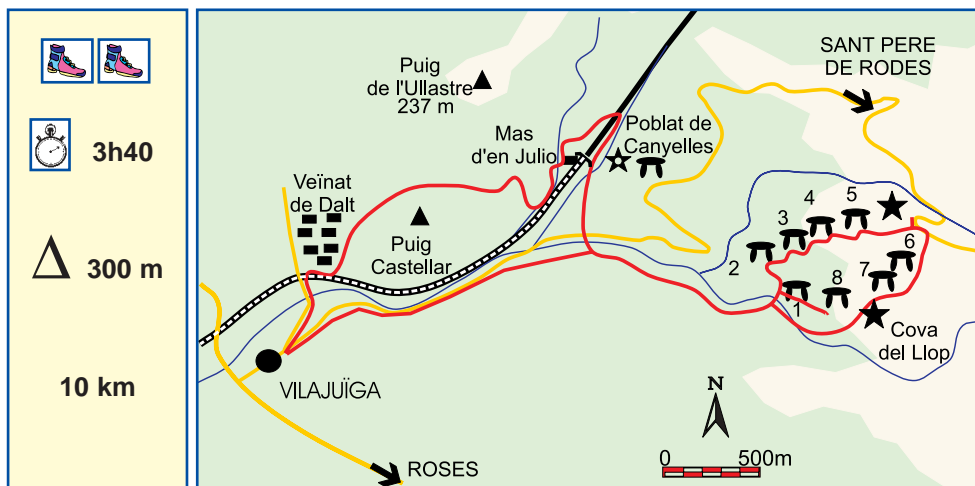 3h40
Δ 300 m
10 km
Puig
de l'Ullastre
237 m
SANT PERE
DE RODES
Mas
d'en Julio
Poblat de
Canyelles
Veïnat
de Dalt
Puig
Castellar
1
2
3
4
5
6
7
8
Cova
del Llop
VILAJUÏGA
ROSES
N
0 500m